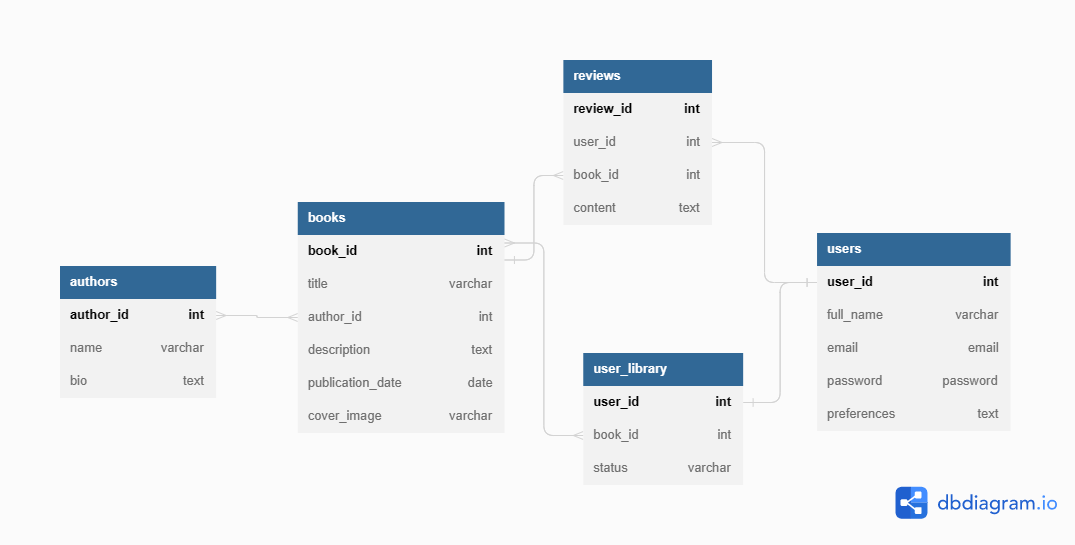 reviews
review_id int
user_id int
book_id int
content text
books
book_id int
title varchar
author_id int
description text
publication_date date
cover_image varchar
authors
author_id int
name varchar
bio text
users
user_id int
full_name varchar
email email
password password
preferences text
user_library
user_id int
book_id int
status varchar
dbdiagram.io